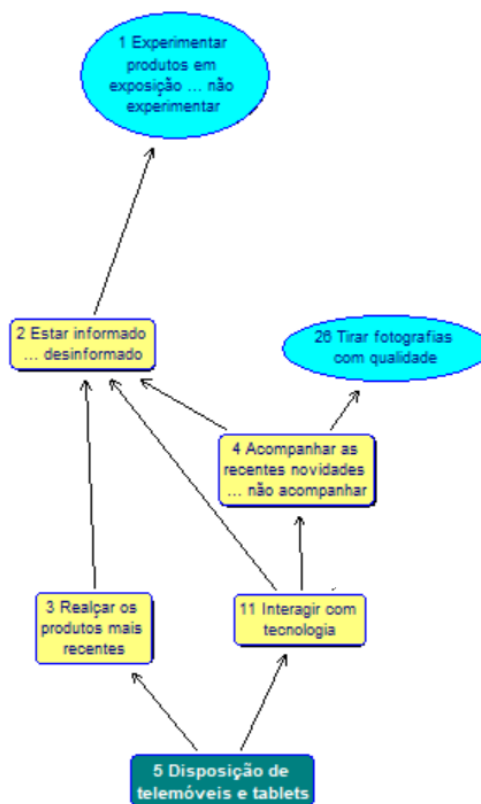 1 Experimentar
produtos em
exposição ... não
experimentar
2 Estar informado
... desinformado
26 Tirar fotografias
com qualidade
4 Acompanhar as
recentes novidades
... não acompanhar
3 Realçar os
produtos mais
recentes
11 Interagir com
tecnologia
5 Disposição de
telemóveis e tablets